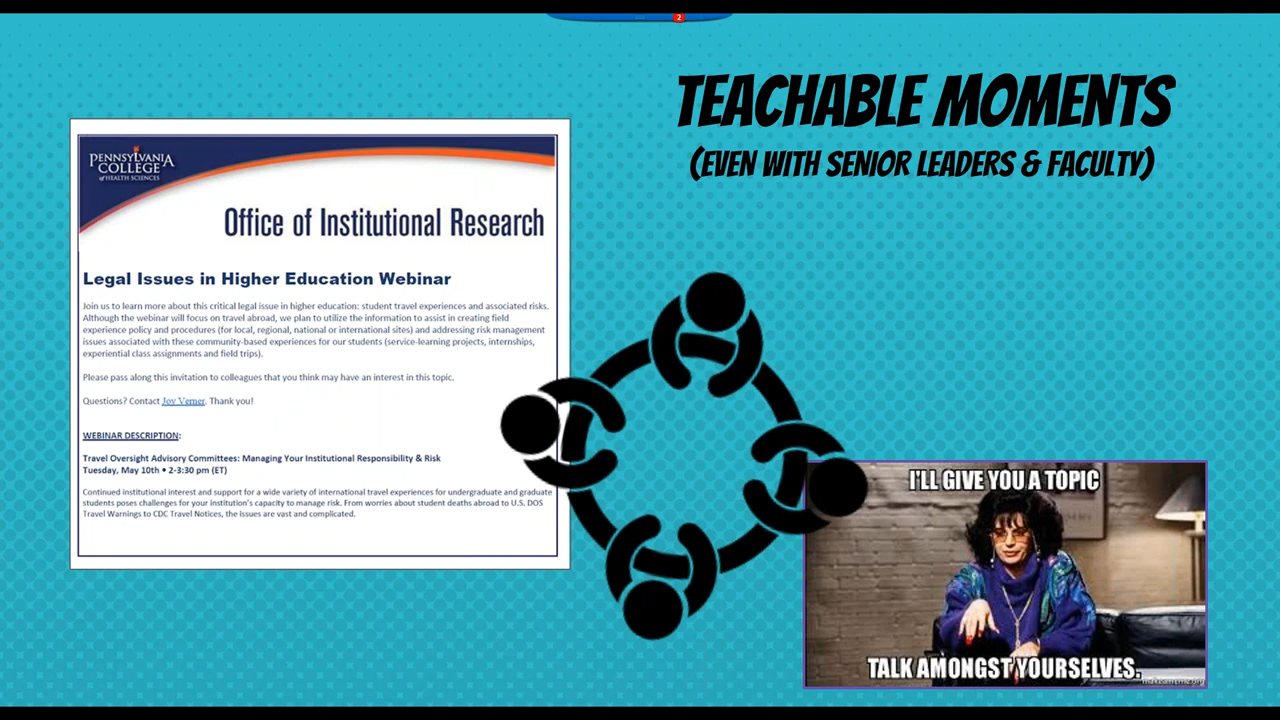 2
TEACHABLE MOMENTS
(EVEN WITH SENIOR LEADERS & FACULTY)
PENNSYLVANIA
COLLEGE
of HEALTH SCIENCES
Office of Institutional Research
Legal Issues in Higher Education Webinar
Join us to learn more about this critical legal issue in higher education: student travel experiences and associated risks.
Although the webinar will focus on travel abroad, we plan to utilize the information to assist in creating field
experience policy and procedures (for local, regional, national or international sites) and addressing risk management
issues associated with these community-based experiences for our students (service-learning projects, internships,
experiential class assignments and field trips).
Please pass along this invitation to colleagues that you think may have an interest in this topic.
Questions? Contact Joy Verner. Thank you!
WEBINAR DESCRIPTION:
Travel Oversight Advisory Committees: Managing Your Institutional Responsibility & Risk
Tuesday, May 10th • 2-3:30 pm (ET)
Continued institutional interest and support for a wide variety of international travel experiences for undergraduate and graduate
students poses challenges for your institution's capacity to manage risk. From worries about student deaths abroad to U.S. DOS
Travel Warnings to CDC Travel Notices, the issues are vast and complicated.
I'LL GIVE YOU A TOPIC
TALK AMONGST YOURSELVES.